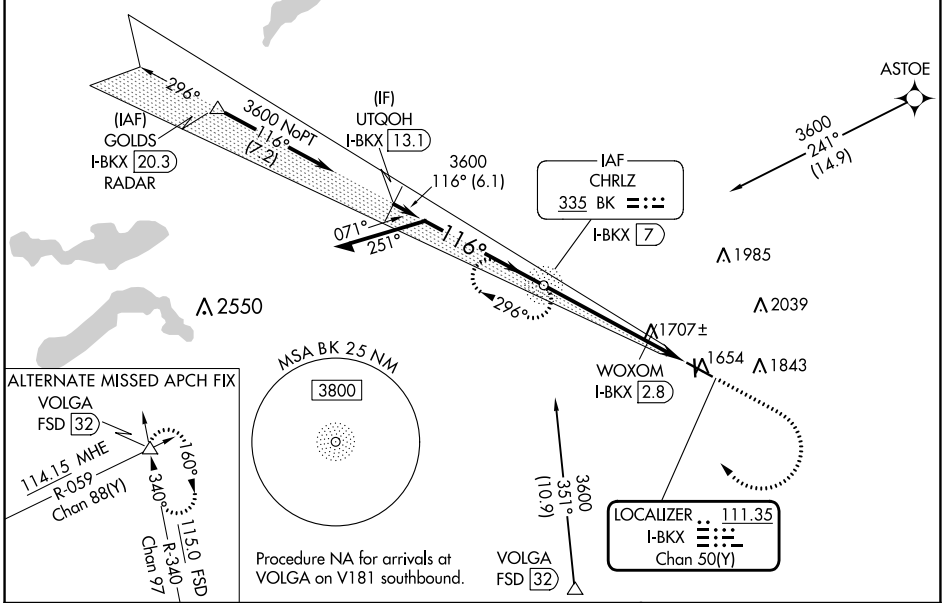 296°
(IAF)
GOLDS
I-BKX 20.3
RADAR
3600 NoPT
116°
(7.2)
(IF)
UTQOH
I-BKX 13.1
3600
116° (6.1)
071°
251°
116°
296°
IAF
CHRLZ
335 BK
I-BKX 7
ASTOE
3600
241°
(14.9)
1985
2039
2550
1707±
1654
1843
WOXOM
I-BKX 2.8
MSA BK 25 NM
3800
ALTERNATE MISSED APCH FIX
VOLGA
FSD 32
114.15 MHE
R-059
Chan 88(Y)
160°
340°
115.0 FSD
R-340
Chan 97
Procedure NA for arrivals at
VOLGA on V181 southbound.
3600
351°
(10.9)
VOLGA
FSD 32
LOCALIZER 111.35
I-BKX
Chan 50(Y)